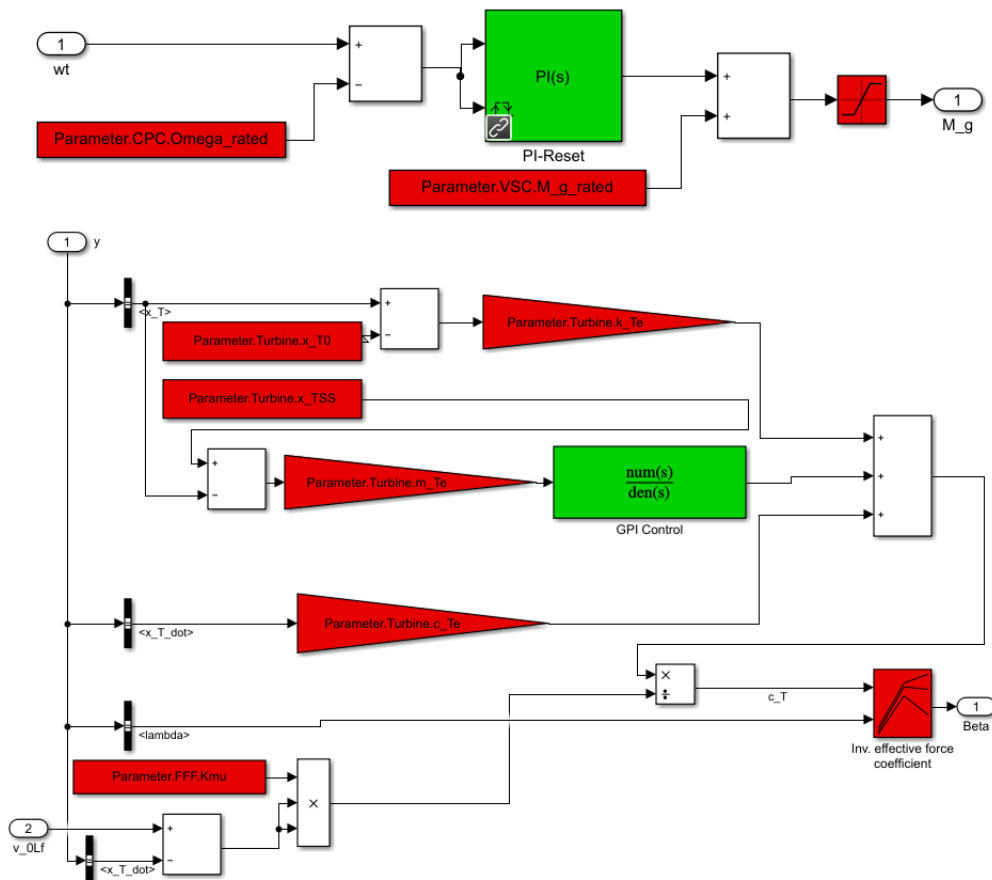 1
wt
+
−
Parameter.CPC.Omega_rated
PI(s)
PI-Reset
Parameter.VSC.M_g_rated
+
+
1
M_g
1
y
<x_T>
+
−
Parameter.Turbine.x_T0
Parameter.Turbine.k_Te
Parameter.Turbine.x_TSS
+
−
Parameter.Turbine.m_Te
num(s)
den(s)
GPI Control
+
+
+
<x_T_dot>
Parameter.Turbine.c_Te
×
÷
c_T
<lambda>
1
Beta
Inv. effective force
coefficient
Parameter.FFF.Kmu
×
2
v_0Lf
+
−
<x_T_dot>